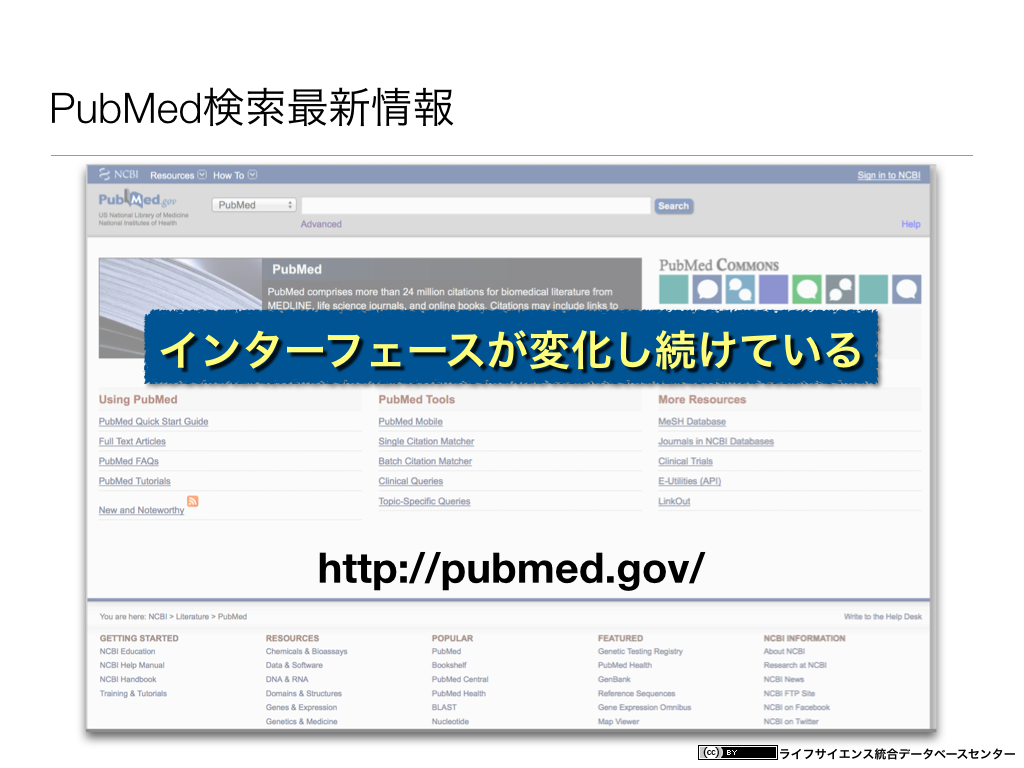 PubMed検索最新情報
NCBI Resources How To Sign in to NCBI
PubMed.gov
US National Library of Medicine
National Institutes of Health
PubMed
Search
Advanced
Help
PubMed
PubMed comprises more than 24 million citations for biomedical literature from
MEDLINE, life science journals, and online books. Citations may include links to
PubMed Commons
インターフェースが変化し続けている
Using PubMed
PubMed Quick Start Guide
Full Text Articles
PubMed FAQs
PubMed Tutorials
New and Noteworthy
PubMed Tools
PubMed Mobile
Single Citation Matcher
Batch Citation Matcher
Clinical Queries
Topic-Specific Queries
More Resources
MeSH Database
Journals in NCBI Databases
Clinical Trials
E-Utilities (API)
LinkOut
http://pubmed.gov/
You are here: NCBI > Literature > PubMed
Write to the Help Desk
GETTING STARTED
NCBI Education
NCBI Help Manual
NCBI Handbook
Training & Tutorials
RESOURCES
Chemicals & Bioassays
Data & Software
DNA & RNA
Domains & Structures
Genes & Expression
Genetics & Medicine
POPULAR
PubMed
Bookshelf
PubMed Central
PubMed Health
BLAST
Nucleotide
FEATURED
Genetic Testing Registry
PubMed Health
GenBank
Reference Sequences
Gene Expression Omnibus
Map Viewer
NCBI INFORMATION
About NCBI
Research at NCBI
NCBI News
NCBI FTP Site
NCBI on Facebook
NCBI on Twitter
(cc) BY ライフサイエンス統合データベースセンター